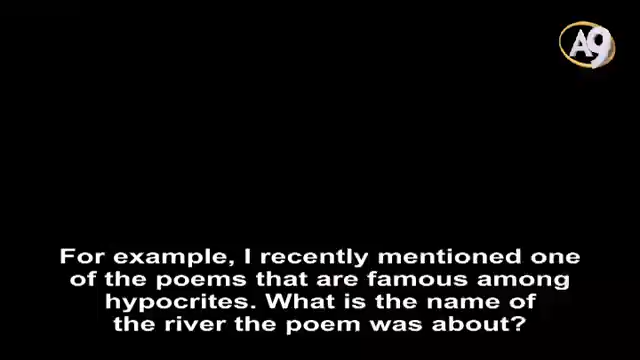 A9
For example, I recently mentioned one
of the poems that are famous among
hypocrites. What is the name of
the river the poem was about?